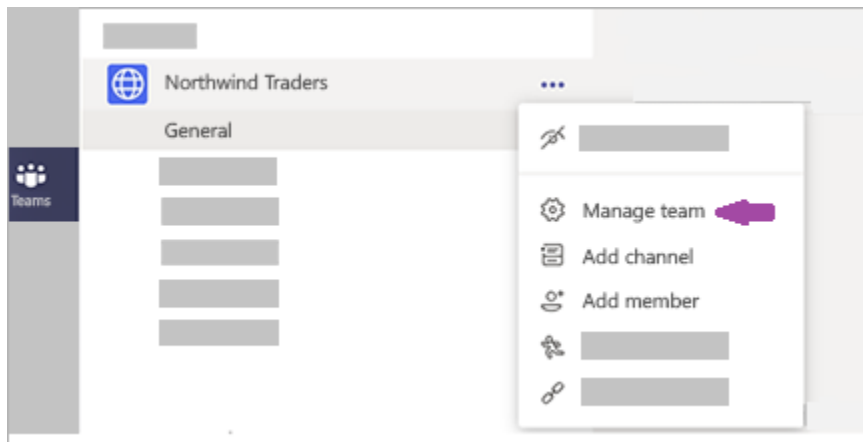 Northwind Traders
General
Teams
Manage team
Add channel
Add member